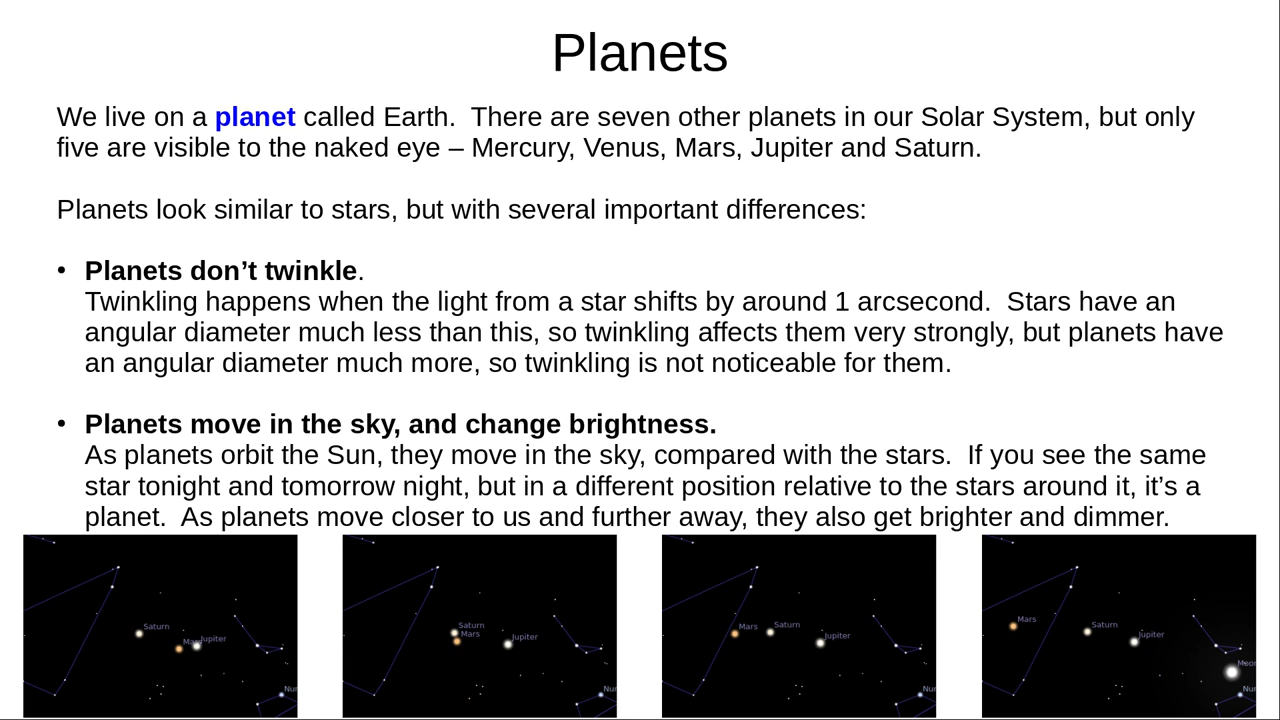 Planets
We live on a planet called Earth.  There are seven other planets in our Solar System, but only
five are visible to the naked eye – Mercury, Venus, Mars, Jupiter and Saturn.
Planets look similar to stars, but with several important differences:
• Planets don’t twinkle.
Twinkling happens when the light from a star shifts by around 1 arcsecond.  Stars have an
angular diameter much less than this, so twinkling affects them very strongly, but planets have
an angular diameter much more, so twinkling is not noticeable for them.
• Planets move in the sky, and change brightness.
As planets orbit the Sun, they move in the sky, compared with the stars.  If you see the same
star tonight and tomorrow night, but in a different position relative to the stars around it, it’s a
planet.  As planets move closer to us and further away, they also get brighter and dimmer.
Saturn
Jupiter
Saturn
Mars
Jupiter
Mars
Saturn
Jupiter
Mars
Saturn
Jupiter
Moon